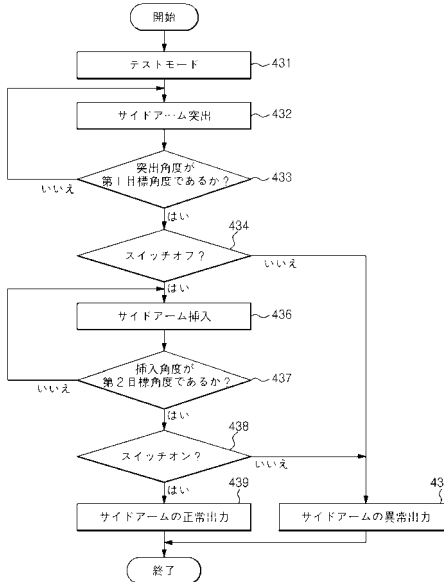 開始
テストモード
431
サイドアーム突出
432
突出角度が
第1目標角度であるか?
433
いいえ
はい
434
スイッチオフ?
いいえ
はい
サイドアーム挿入
436
挿入角度が
第2目標角度であるか?
437
いいえ
はい
438
スイッチオン?
いいえ
はい
439
サイドアームの正常出力
サイドアームの異常出力
終了